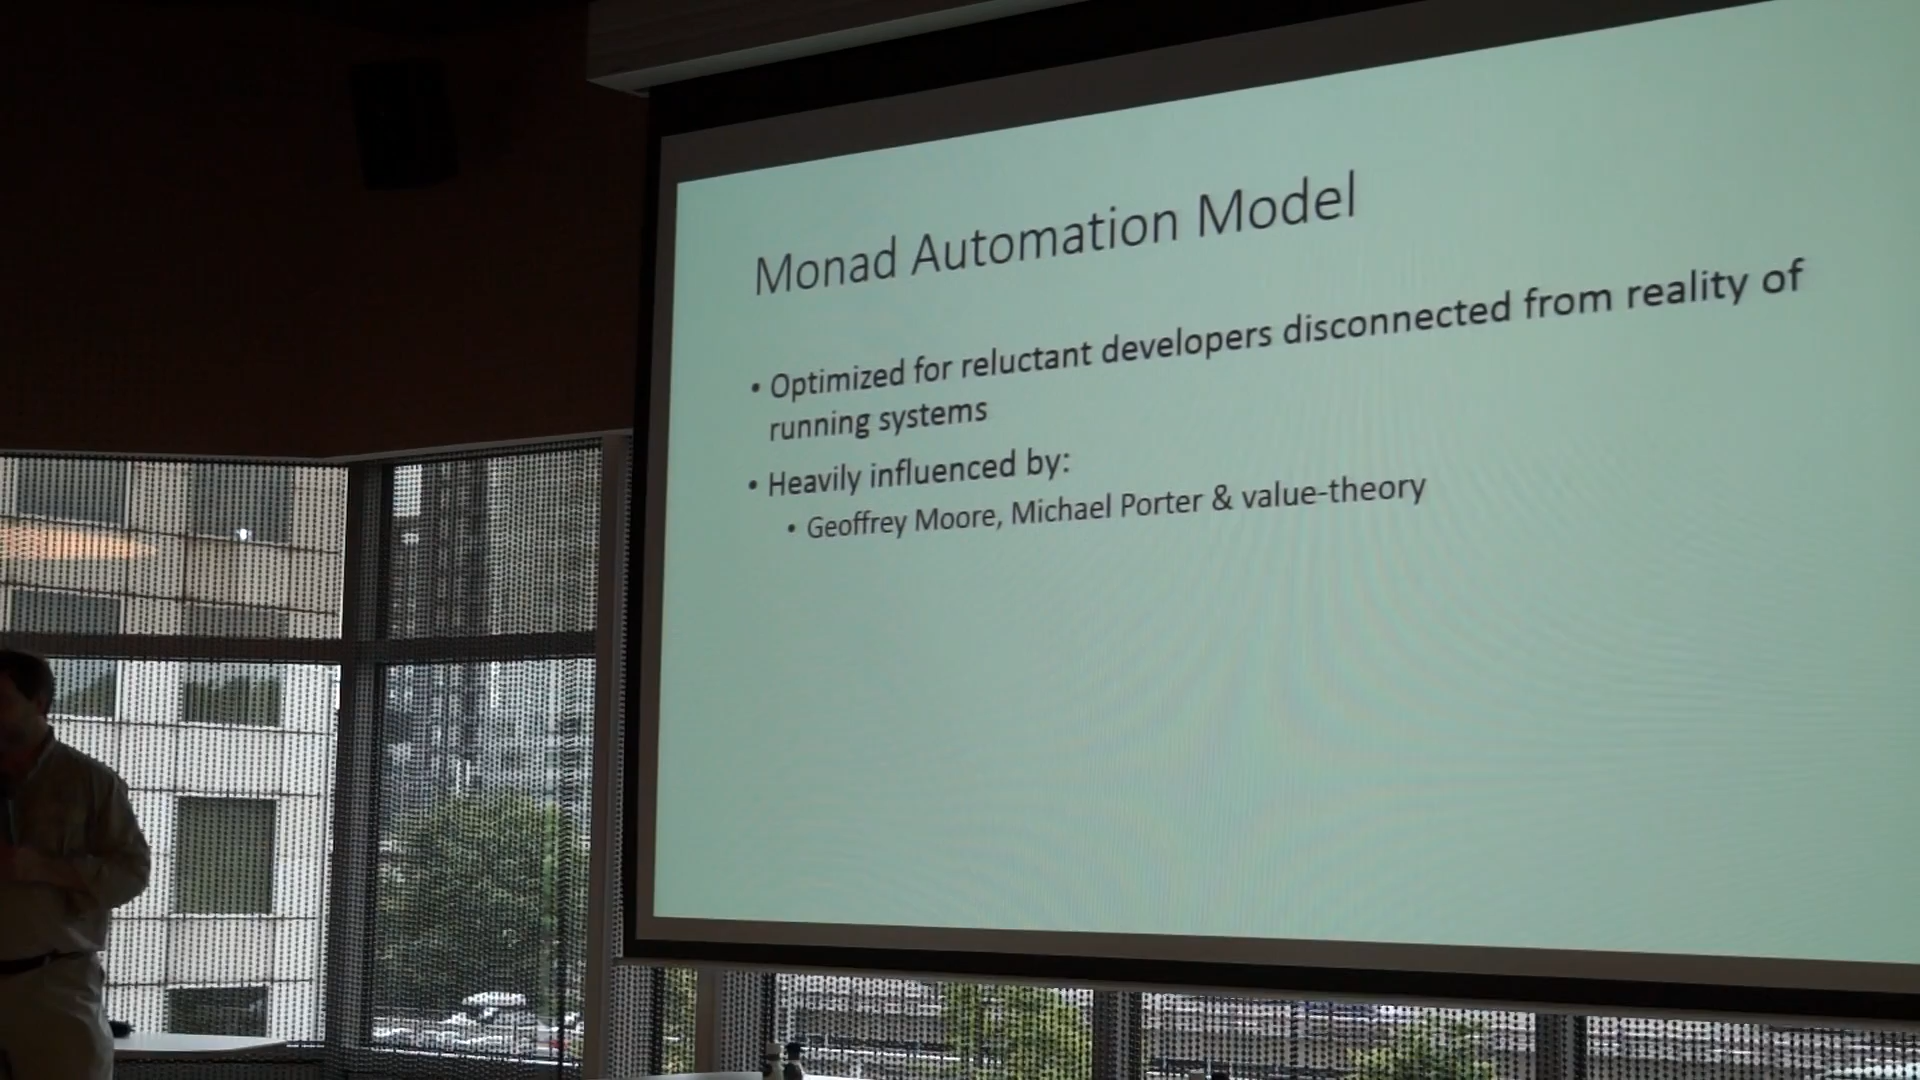 Monad Automation Model
• Optimized for reluctant developers disconnected from reality of
running systems
• Heavily influenced by:
• Geoffrey Moore, Michael Porter & value-theory